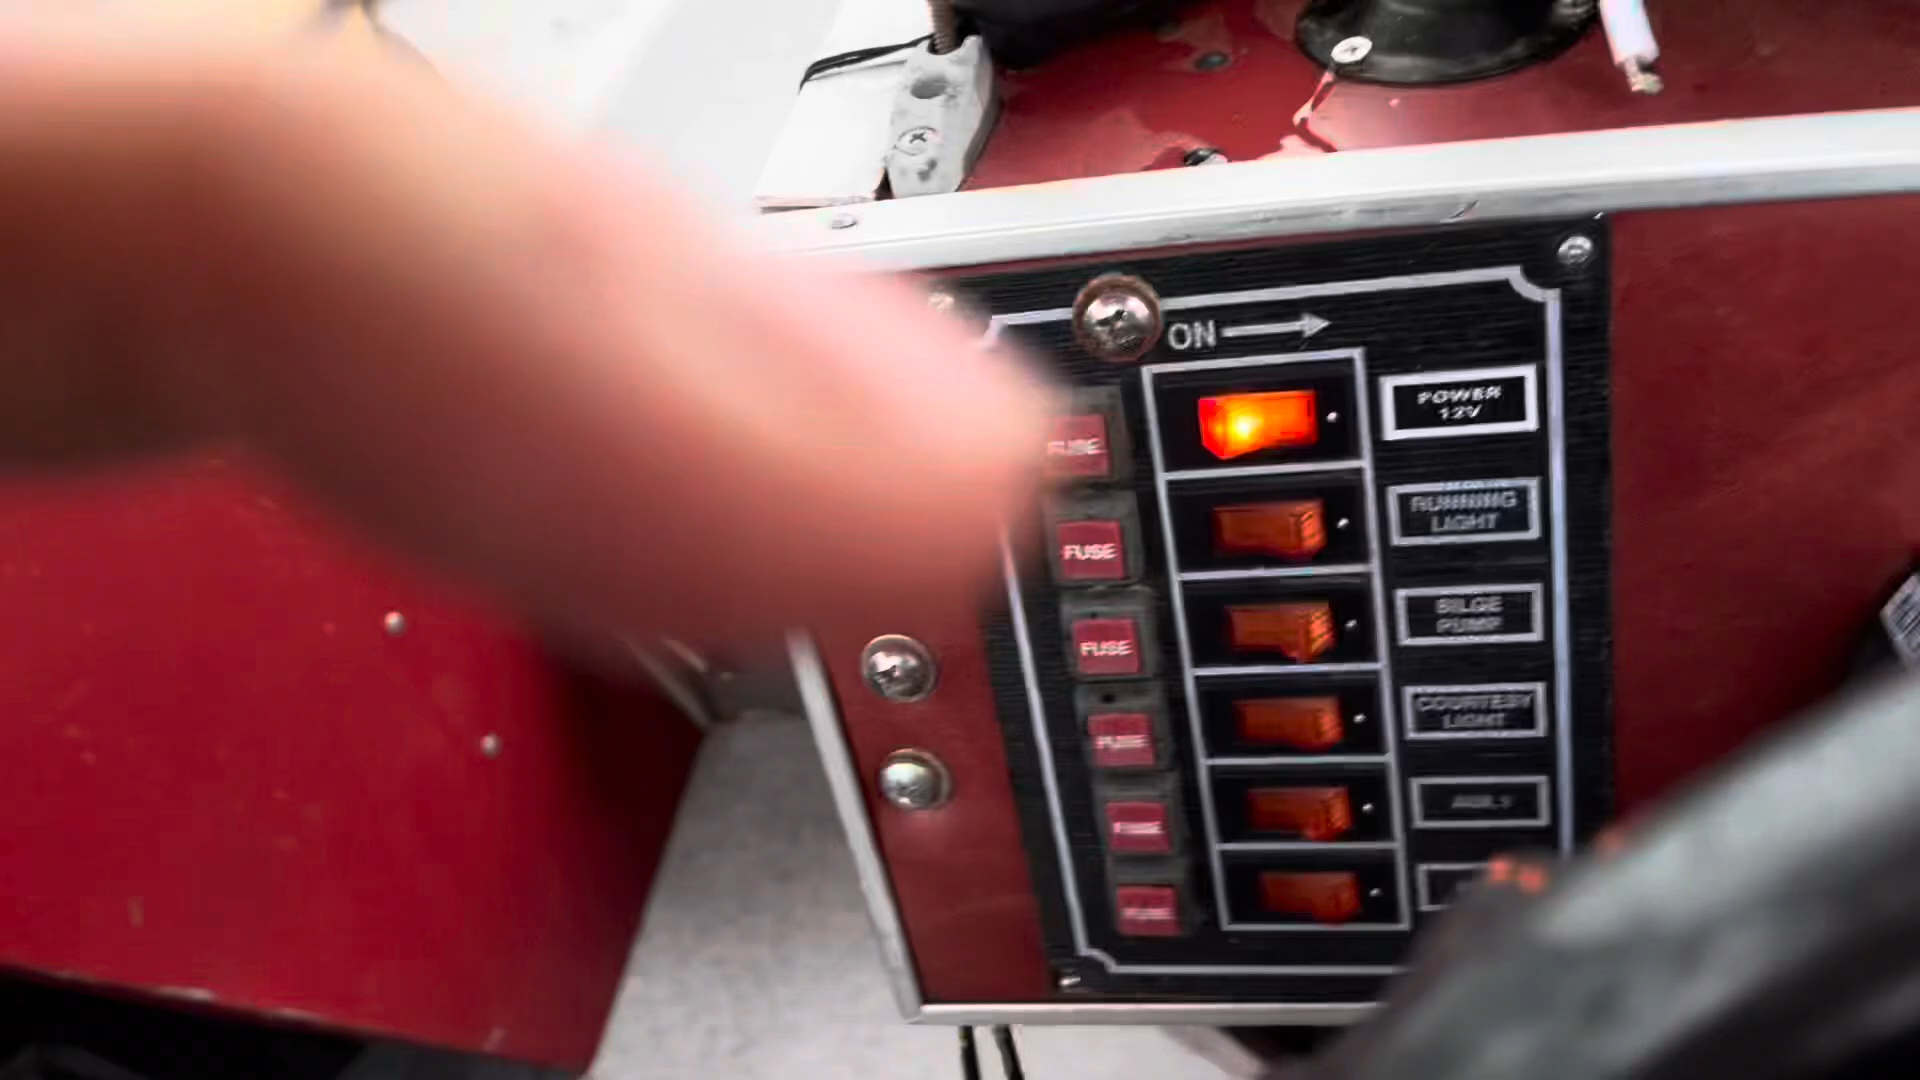 ON
FUSE
POWER
12V
FUSE
RUNNING
LIGHT
FUSE
BILGE
PUMP
FUSE
COURTESY
LIGHT
FUSE
FUSE